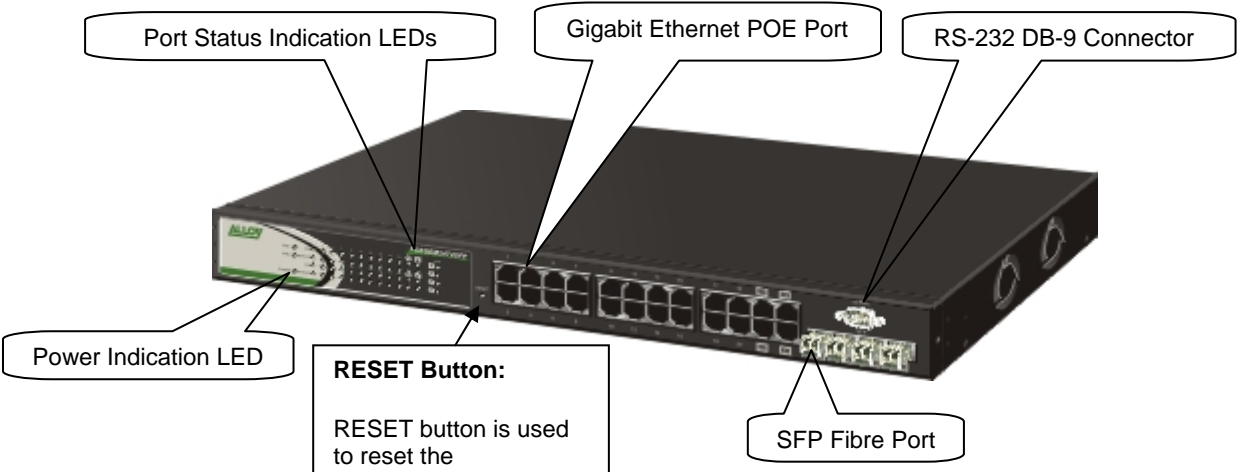 Port Status Indication LEDs
Gigabit Ethernet POE Port
RS-232 DB-9 Connector
ALLOY
Power Indication LED
RESET Button:
RESET button is used
to reset the
SFP Fibre Port